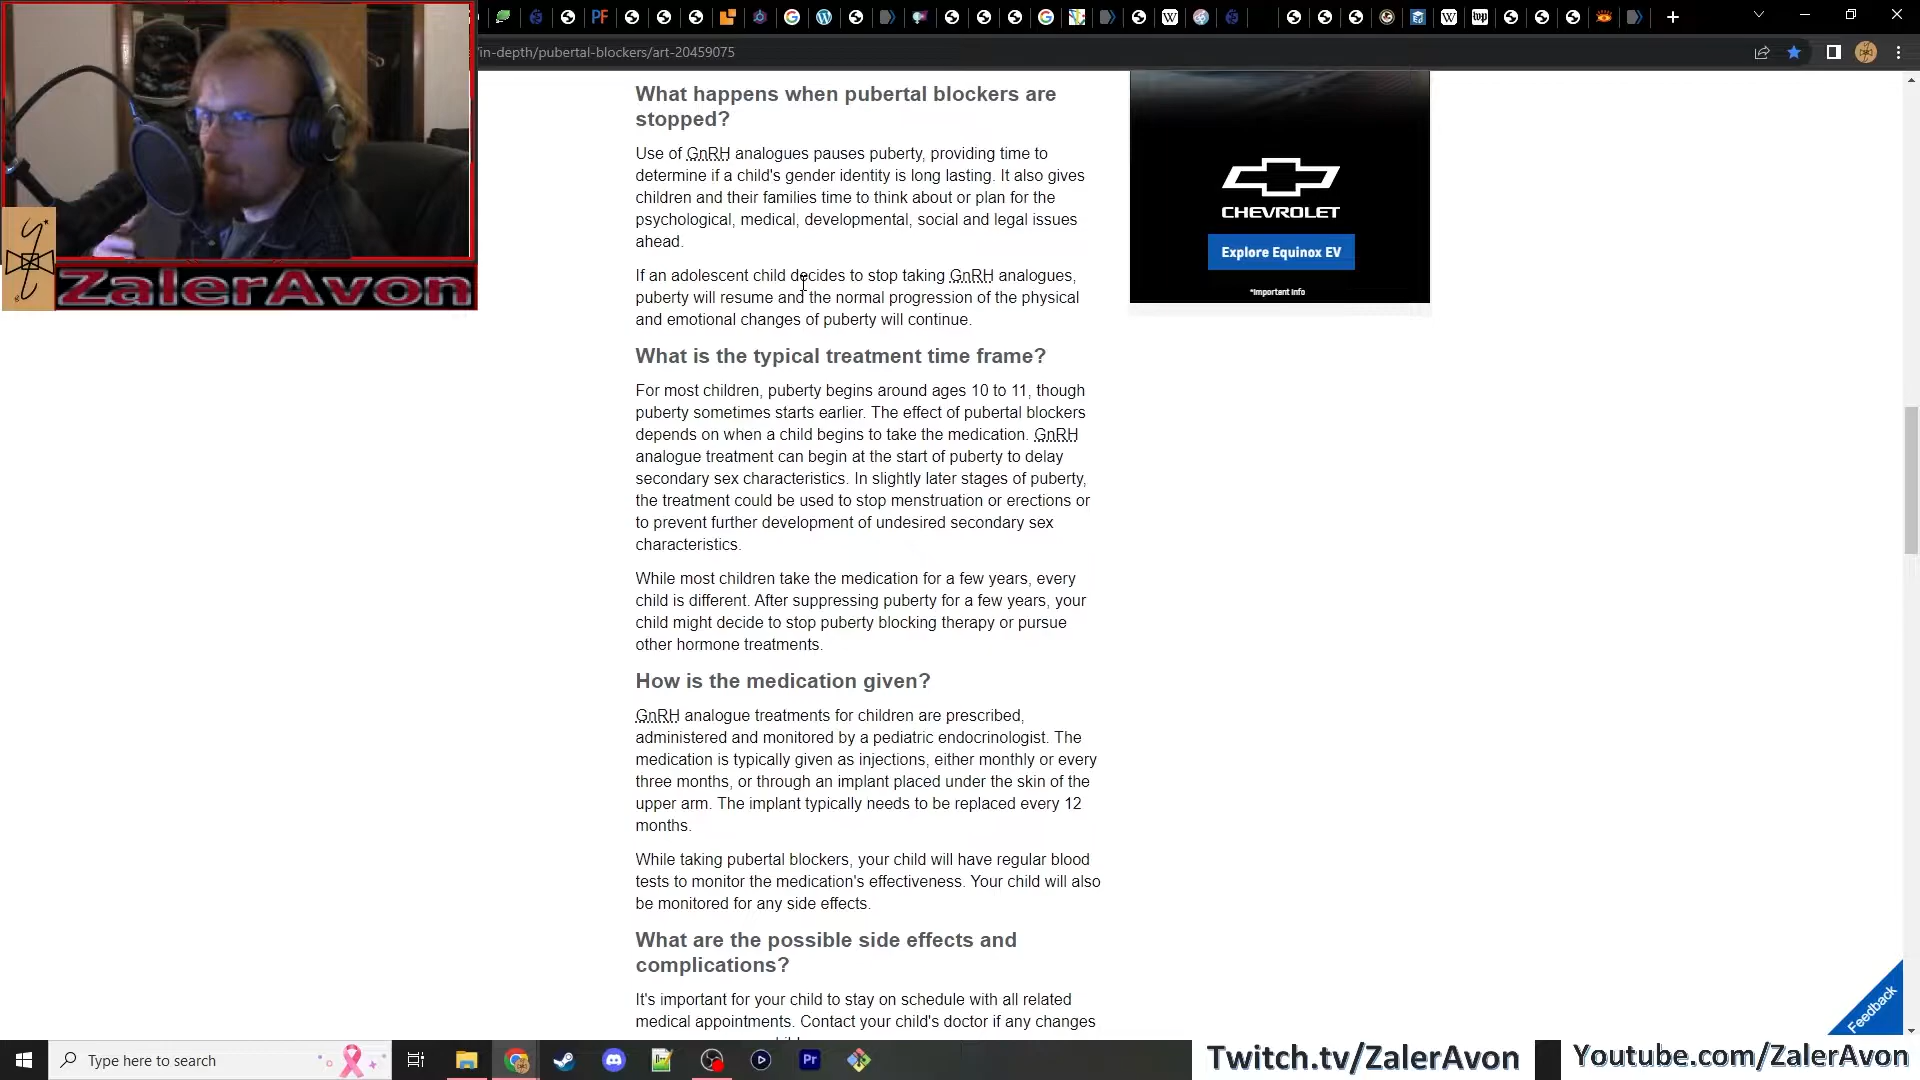 PF
W
W
wp
/in-depth/pubertal-blockers/art-20459075
What happens when pubertal blockers are
stopped?
Use of GnRH analogues pauses puberty, providing time to
determine if a child's gender identity is long lasting. It also gives
children and their families time to think about or plan for the
psychological, medical, developmental, social and legal issues
ahead.
If an adolescent child decides to stop taking GnRH analogues,
puberty will resume and the normal progression of the physical
and emotional changes of puberty will continue.
What is the typical treatment time frame?
For most children, puberty begins around ages 10 to 11, though
puberty sometimes starts earlier. The effect of pubertal blockers
depends on when a child begins to take the medication. GnRH
analogue treatment can begin at the start of puberty to delay
secondary sex characteristics. In slightly later stages of puberty,
the treatment could be used to stop menstruation or erections or
to prevent further development of undesired secondary sex
characteristics.
While most children take the medication for a few years, every
child is different. After suppressing puberty for a few years, your
child might decide to stop puberty blocking therapy or pursue
other hormone treatments.
How is the medication given?
GnRH analogue treatments for children are prescribed,
administered and monitored by a pediatric endocrinologist. The
medication is typically given as injections, either monthly or every
three months, or through an implant placed under the skin of the
upper arm. The implant typically needs to be replaced every 12
months.
While taking pubertal blockers, your child will have regular blood
tests to monitor the medication's effectiveness. Your child will also
be monitored for any side effects.
What are the possible side effects and
complications?
It's important for your child to stay on schedule with all related
medical appointments. Contact your child's doctor if any changes
CHEVROLET
Explore Equinox EV
*Important Info
ZalerAvon
Feedback
Type here to search
Pr
Twitch.tv/ZalerAvon
Youtube.com/ZalerAvon